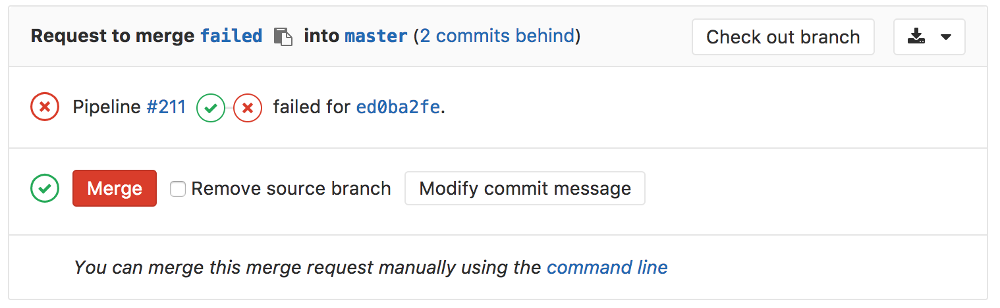 Request to merge failed into master (2 commits behind) Check out branch
Pipeline #211 failed for ed0ba2fe.
Merge Remove source branch Modify commit message
You can merge this merge request manually using the command line